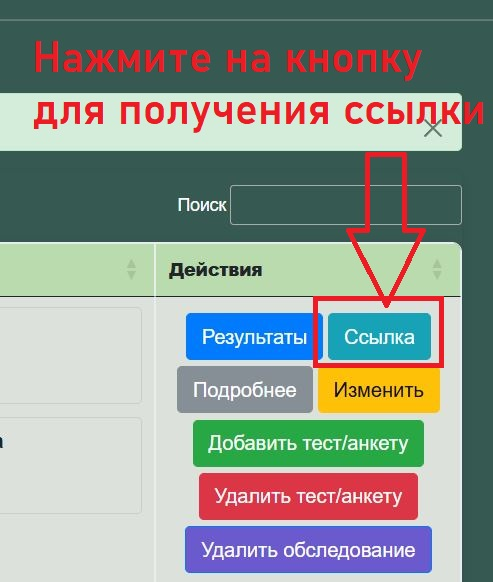 Нажмите на кнопку
для получения ссылки
Поиск
Действия
Результаты Ссылка
Подробнее Изменить
Добавить тест/анкету
Удалить тест/анкету
Удалить обследование